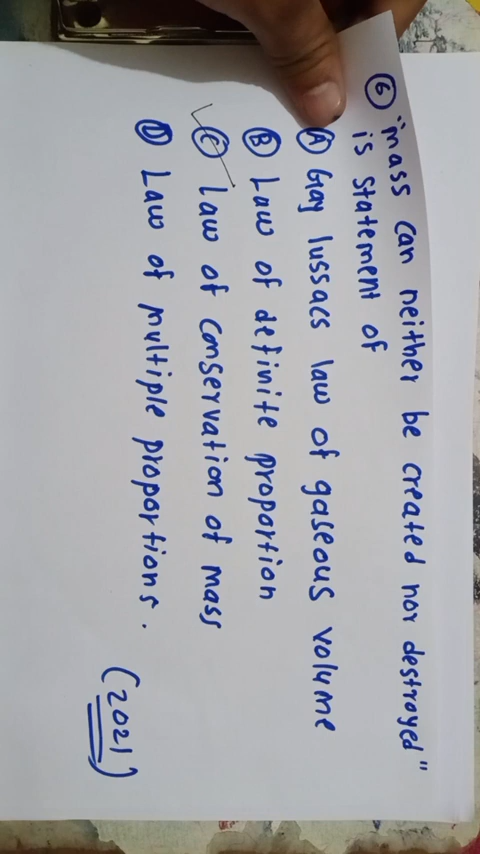 6 "mass can neither be created nor destroyed"
is statement of
A Gay lussacs law of gaseous volume
B Law of definite proportion
C Law of conservation of mass
D Law of multiple proportions.
(2021)